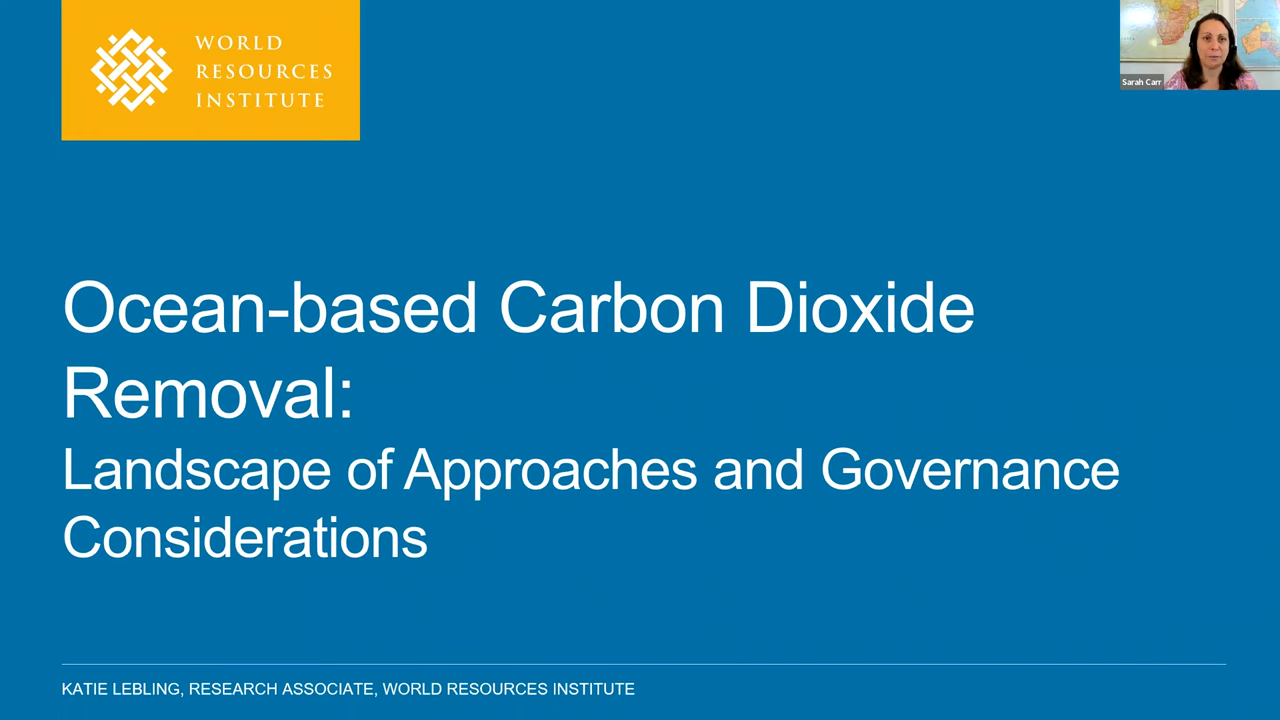 WORLD
RESOURCES
INSTITUTE
Sarah Carr
Ocean-based Carbon Dioxide
Removal:
Landscape of Approaches and Governance
Considerations
KATIE LEBLING, RESEARCH ASSOCIATE, WORLD RESOURCES INSTITUTE